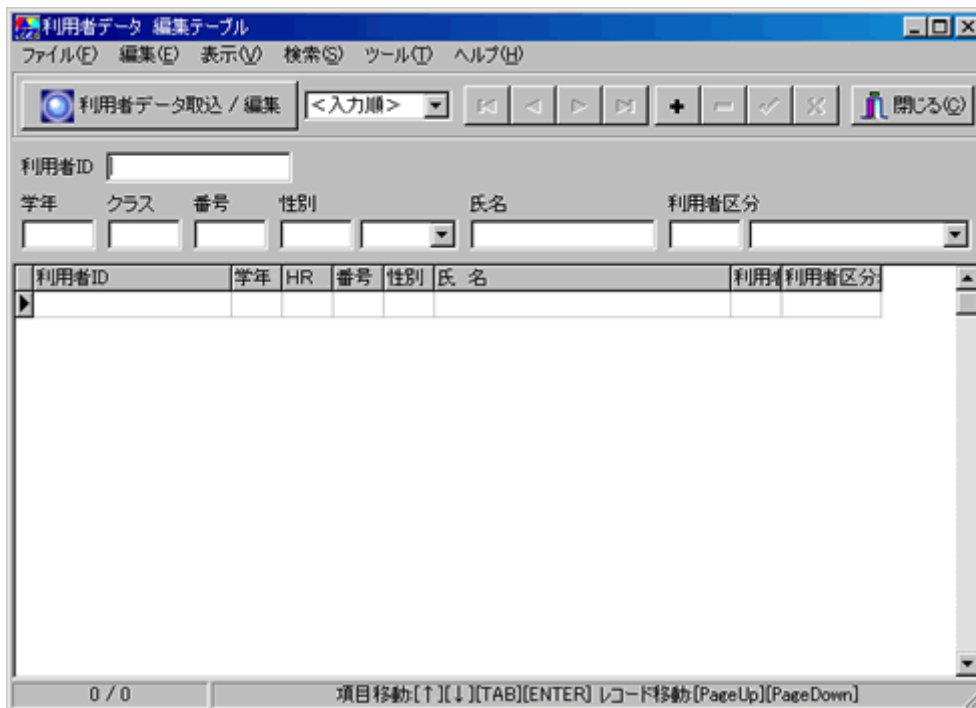 利用者データ 編集テーブル
ファイル(F) 編集(E) 表示(V) 検索(S) ツール(T) ヘルプ(H)
利用者データ取込 / 編集 <入力順> 閉じる(C)
利用者ID
学年 クラス 番号 性別 氏名 利用者区分
利用者ID 学年 HR 番号 性別 氏 名 利用者 利用者区分
0 / 0 項目移動:[↑][↓][TAB][ENTER] レコード移動:[PageUp][PageDown]